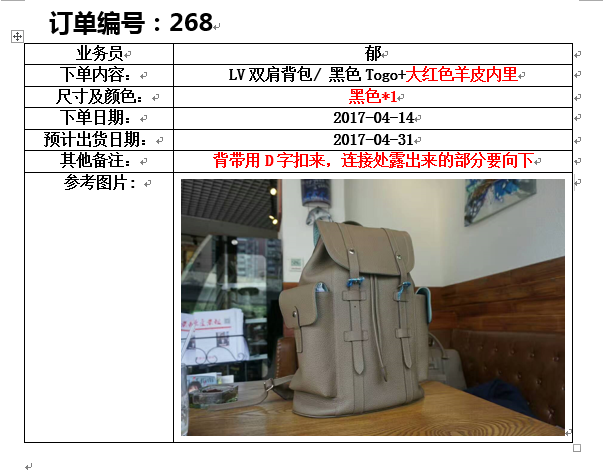 订单编号：268
业务员 郁
下单内容： LV 双肩背包/ 黑色 Togo+大红色羊皮内里
尺寸及颜色： 黑色*1
下单日期： 2017-04-14
预计出货日期： 2017-04-31
其他备注： 背带用 D 字扣来，连接处露出来的部分要向下
参考图片：